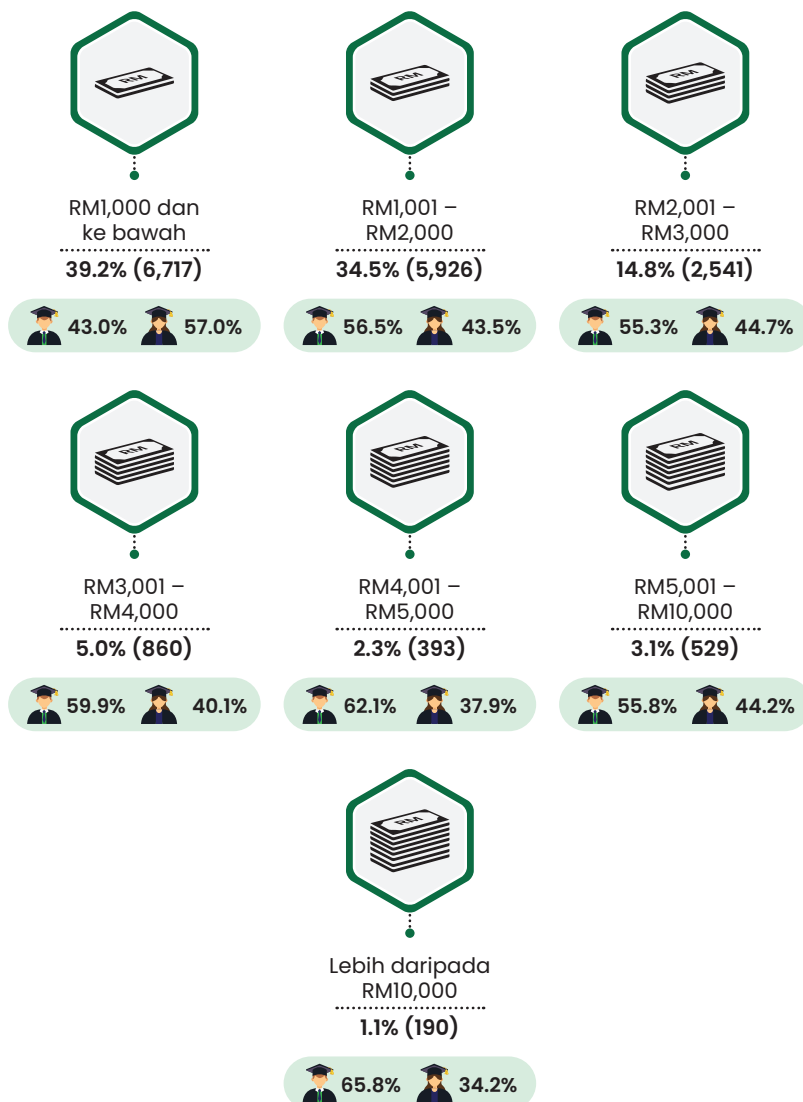 RM
RM1,000 dan
ke bawah
39.2% (6,717)
43.0% 57.0%
RM
RM1,001 –
RM2,000
34.5% (5,926)
56.5% 43.5%
RM
RM2,001 –
RM3,000
14.8% (2,541)
55.3% 44.7%
RM
RM3,001 –
RM4,000
5.0% (860)
59.9% 40.1%
RM
RM4,001 –
RM5,000
2.3% (393)
62.1% 37.9%
RM
RM5,001 –
RM10,000
3.1% (529)
55.8% 44.2%
RM
Lebih daripada
RM10,000
1.1% (190)
65.8% 34.2%